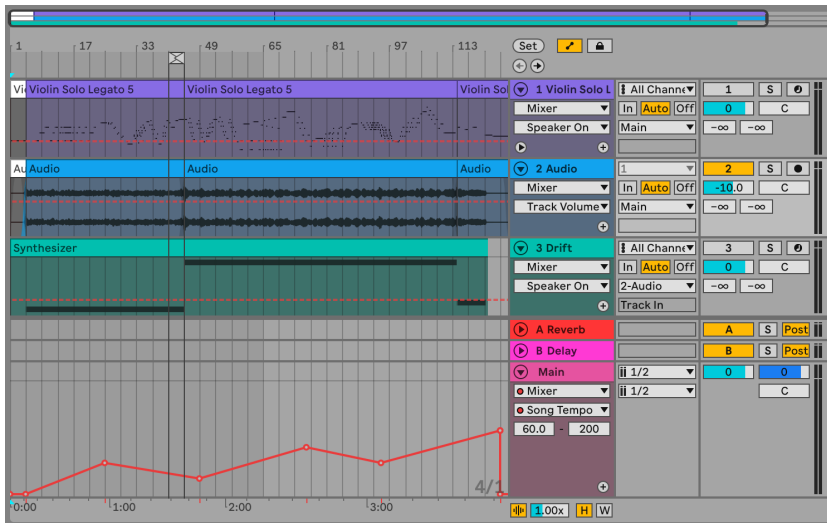 1 17 33 49 65 81 97 113 Set
Vi Violin Solo Legato 5 Violin Solo Legato 5 Violin Sol 1 Violin Solo L All Channe 1 S
Mixer In Auto Off 0 C
Speaker On Main -∞ -∞
Au Audio Audio Audio 2 Audio 1 2 S
Mixer In Auto Off -10.0 C
Track Volume Main -∞ -∞
Synthesizer 3 Drift All Channe 3 S
Mixer In Auto Off 0 C
Speaker On 2-Audio -∞ -∞
Track In
A Reverb A S Post
B Delay B S Post
Main 1/2 0 0
Mixer 1/2 C
Song Tempo
60.0 - 200
4/1
0:00 1:00 2:00 3:00 1.00x H W